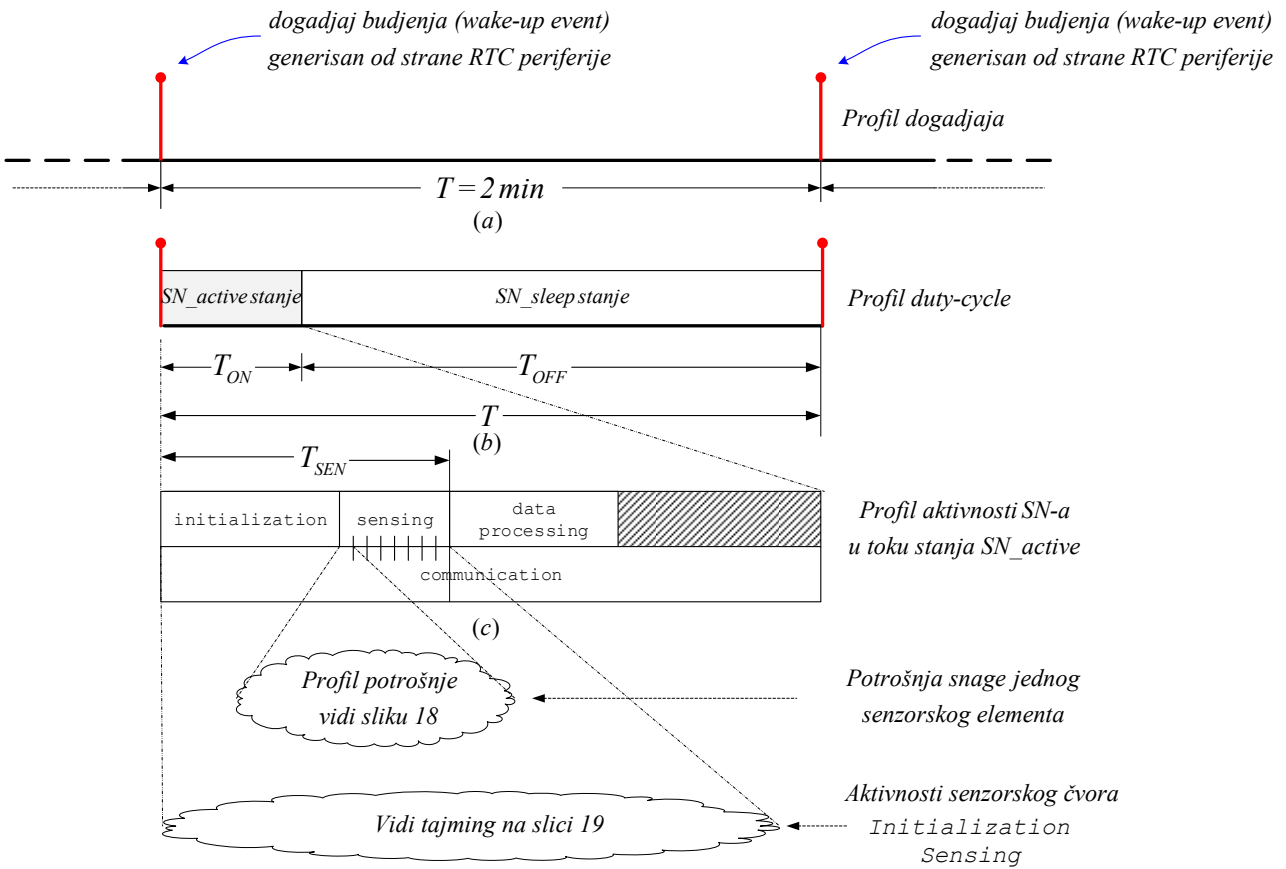 dogadjaj budjenja (wake-up event)
generisan od strane RTC periferije
dogadjaj budjenja (wake-up event)
generisan od strane RTC periferije
Profil dogadjaja
T = 2 min
(a)
SN_active stanje
SN_sleep stanje
Profil duty-cycle
T_ON
T_OFF
T
(b)
T_SEN
initialization
sensing
data
processing
communication
Profil aktivnosti SN-a
u toku stanja SN_active
(c)
Profil potrošnje
vidi sliku 18
Potrošnja snage jednog
senzorskog elementa
Vidi tajming na slici 19
Aktivnosti senzorskog čvora
Initialization
Sensing